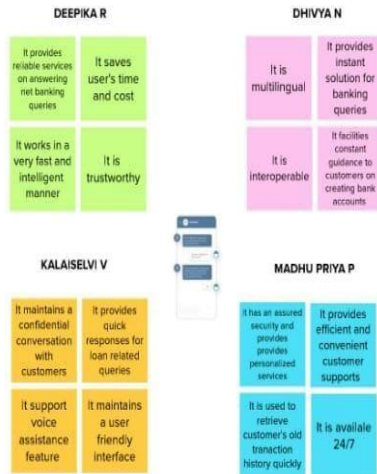 DEEPIKA R
It provides
reliable services
on answering
net banking
queries
It saves
user's time
and cost
It works in a
very fast and
intelligent
manner
It is
trustworthy
DHIVYA N
It is
multilingual
It provides
instant
solution for
banking
queries
It is
interoperable
It facilities
constant
guidance to
customers on
creating bank
accounts
KALAISELVI V
It maintains a
confidential
conversation
with
customers
It provides
quick
responses for
loan related
queries
It support
voice
assistance
feature
It maintains
a user
friendly
interface
MADHU PRIYA P
It has an assured
security and
provides
provides
personalized
services
It provides
efficient and
convenient
customer
supports
It is used to
retrieve
customer's old
tranaction
history quickly
It is availale
24/7